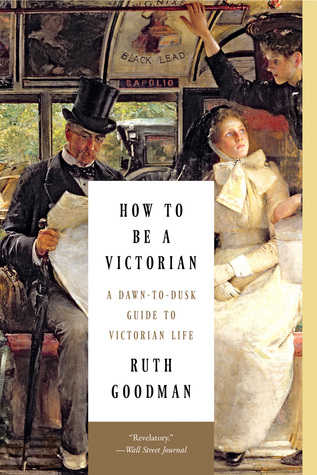 BLACK LEAD
SAPOLIO
HOW TO
BE A
VICTORIAN
A DAWN-TO-DUSK
GUIDE TO
VICTORIAN LIFE
RUTH
GOODMAN
"Revelatory."
—Wall Street Journal